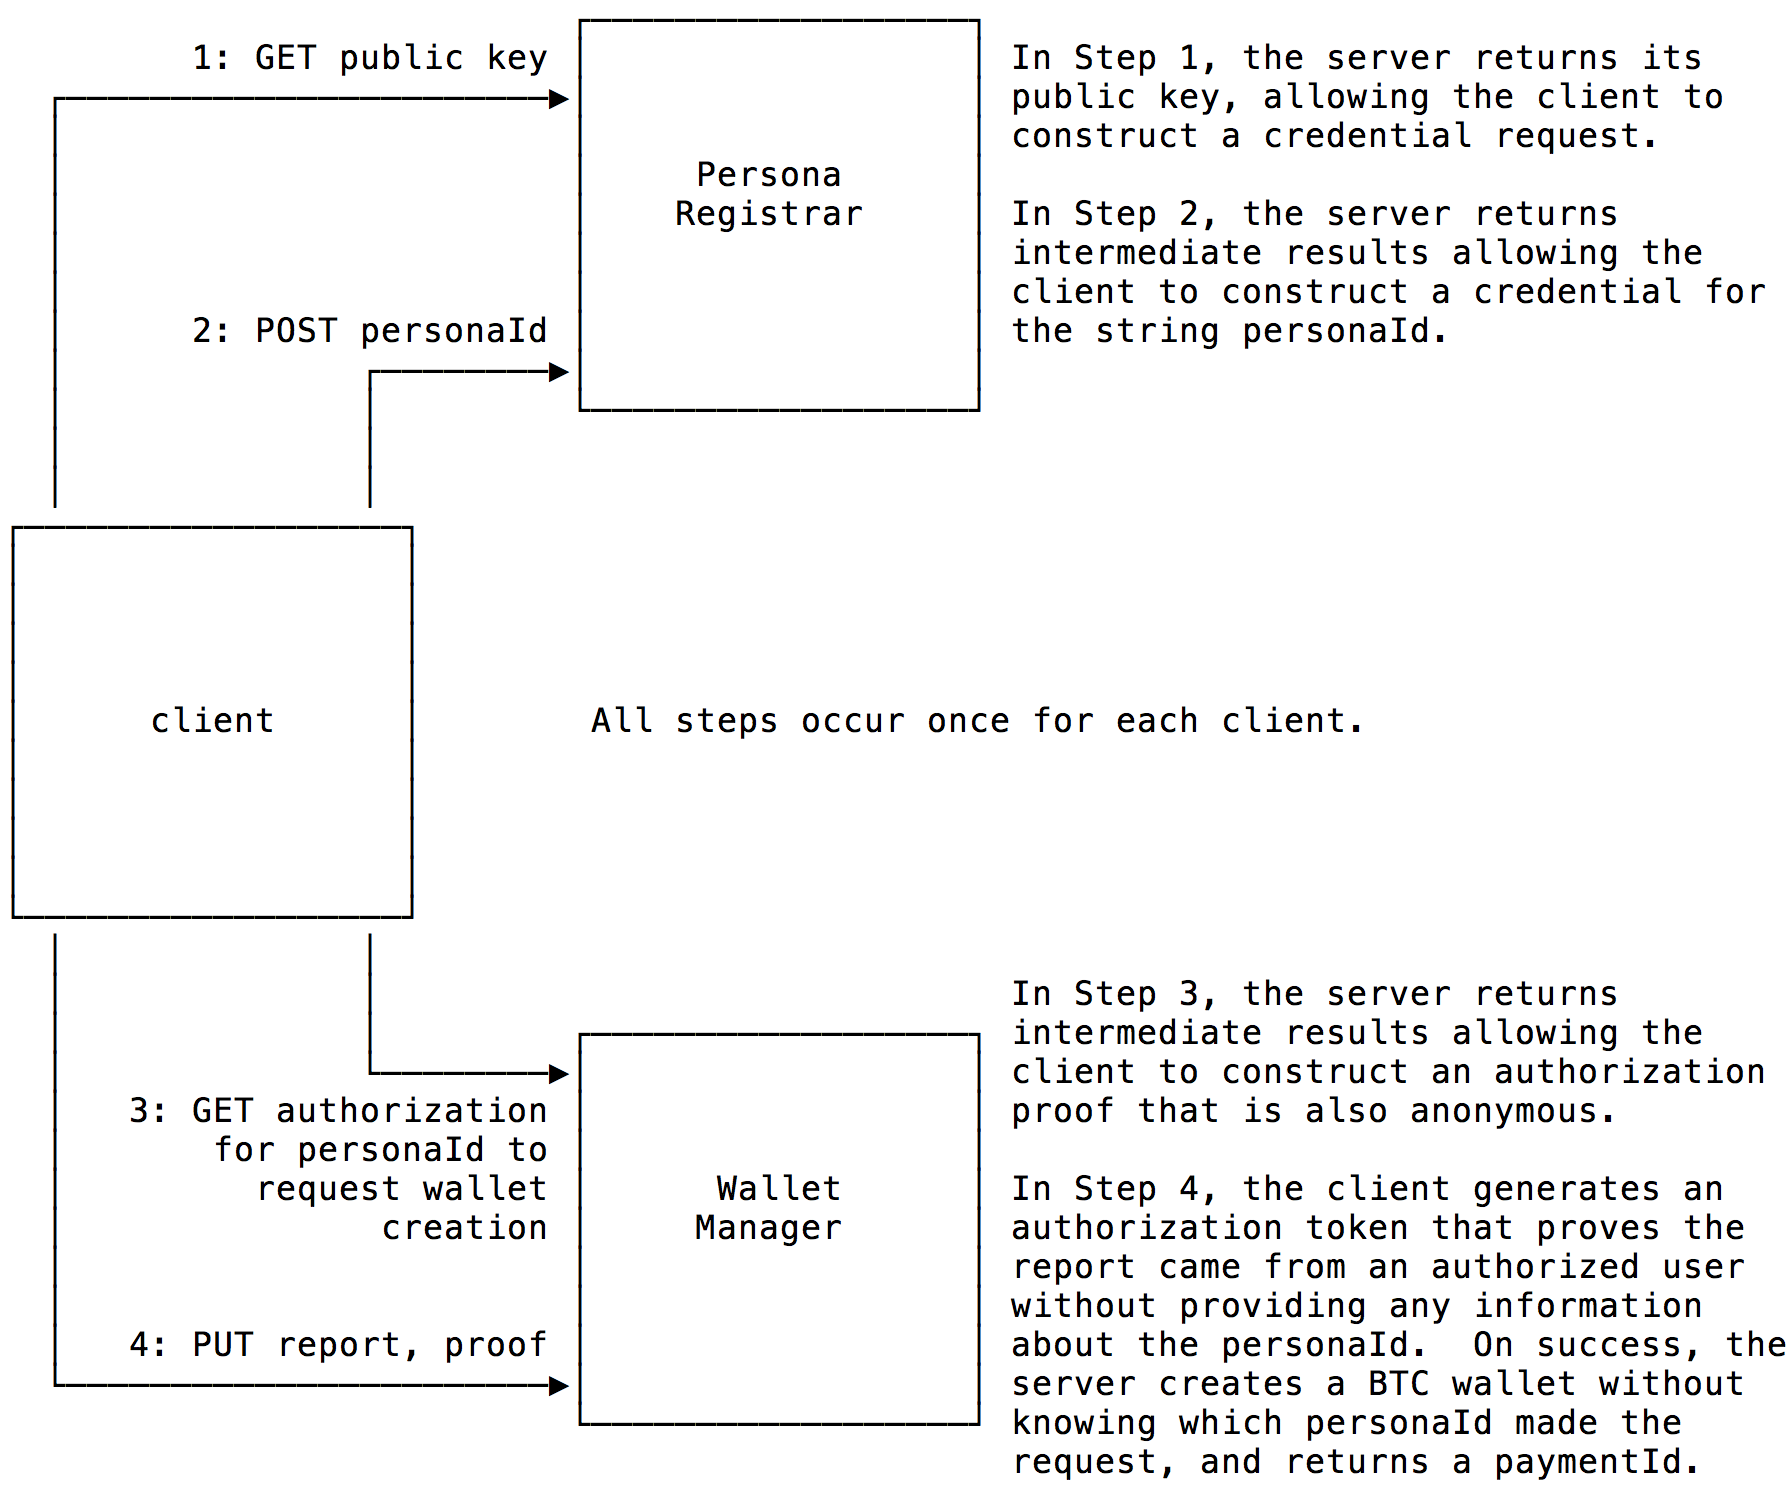 1: GET public key
In Step 1, the server returns its
public key, allowing the client to
construct a credential request.
Persona
Registrar
In Step 2, the server returns
intermediate results allowing the
client to construct a credential for
the string personaId.
2: POST personaId
client
All steps occur once for each client.
In Step 3, the server returns
intermediate results allowing the
client to construct an authorization
proof that is also anonymous.
3: GET authorization
for personaId to
request wallet
creation
Wallet
Manager
In Step 4, the client generates an
authorization token that proves the
report came from an authorized user
without providing any information
about the personaId.  On success, the
server creates a BTC wallet without
knowing which personaId made the
request, and returns a paymentId.
4: PUT report, proof